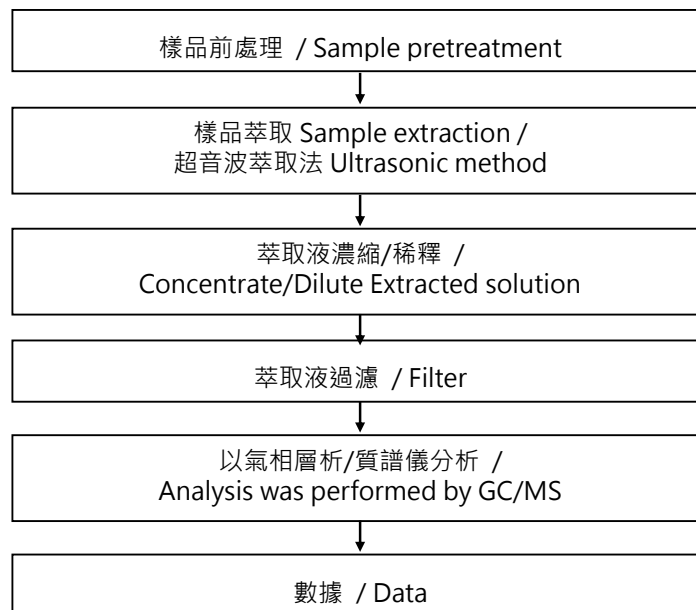 樣品前處理 / Sample pretreatment
樣品萃取 Sample extraction /
超音波萃取法 Ultrasonic method
萃取液濃縮/稀釋 /
Concentrate/Dilute Extracted solution
萃取液過濾 / Filter
以氣相層析/質譜儀分析 /
Analysis was performed by GC/MS
數據 / Data